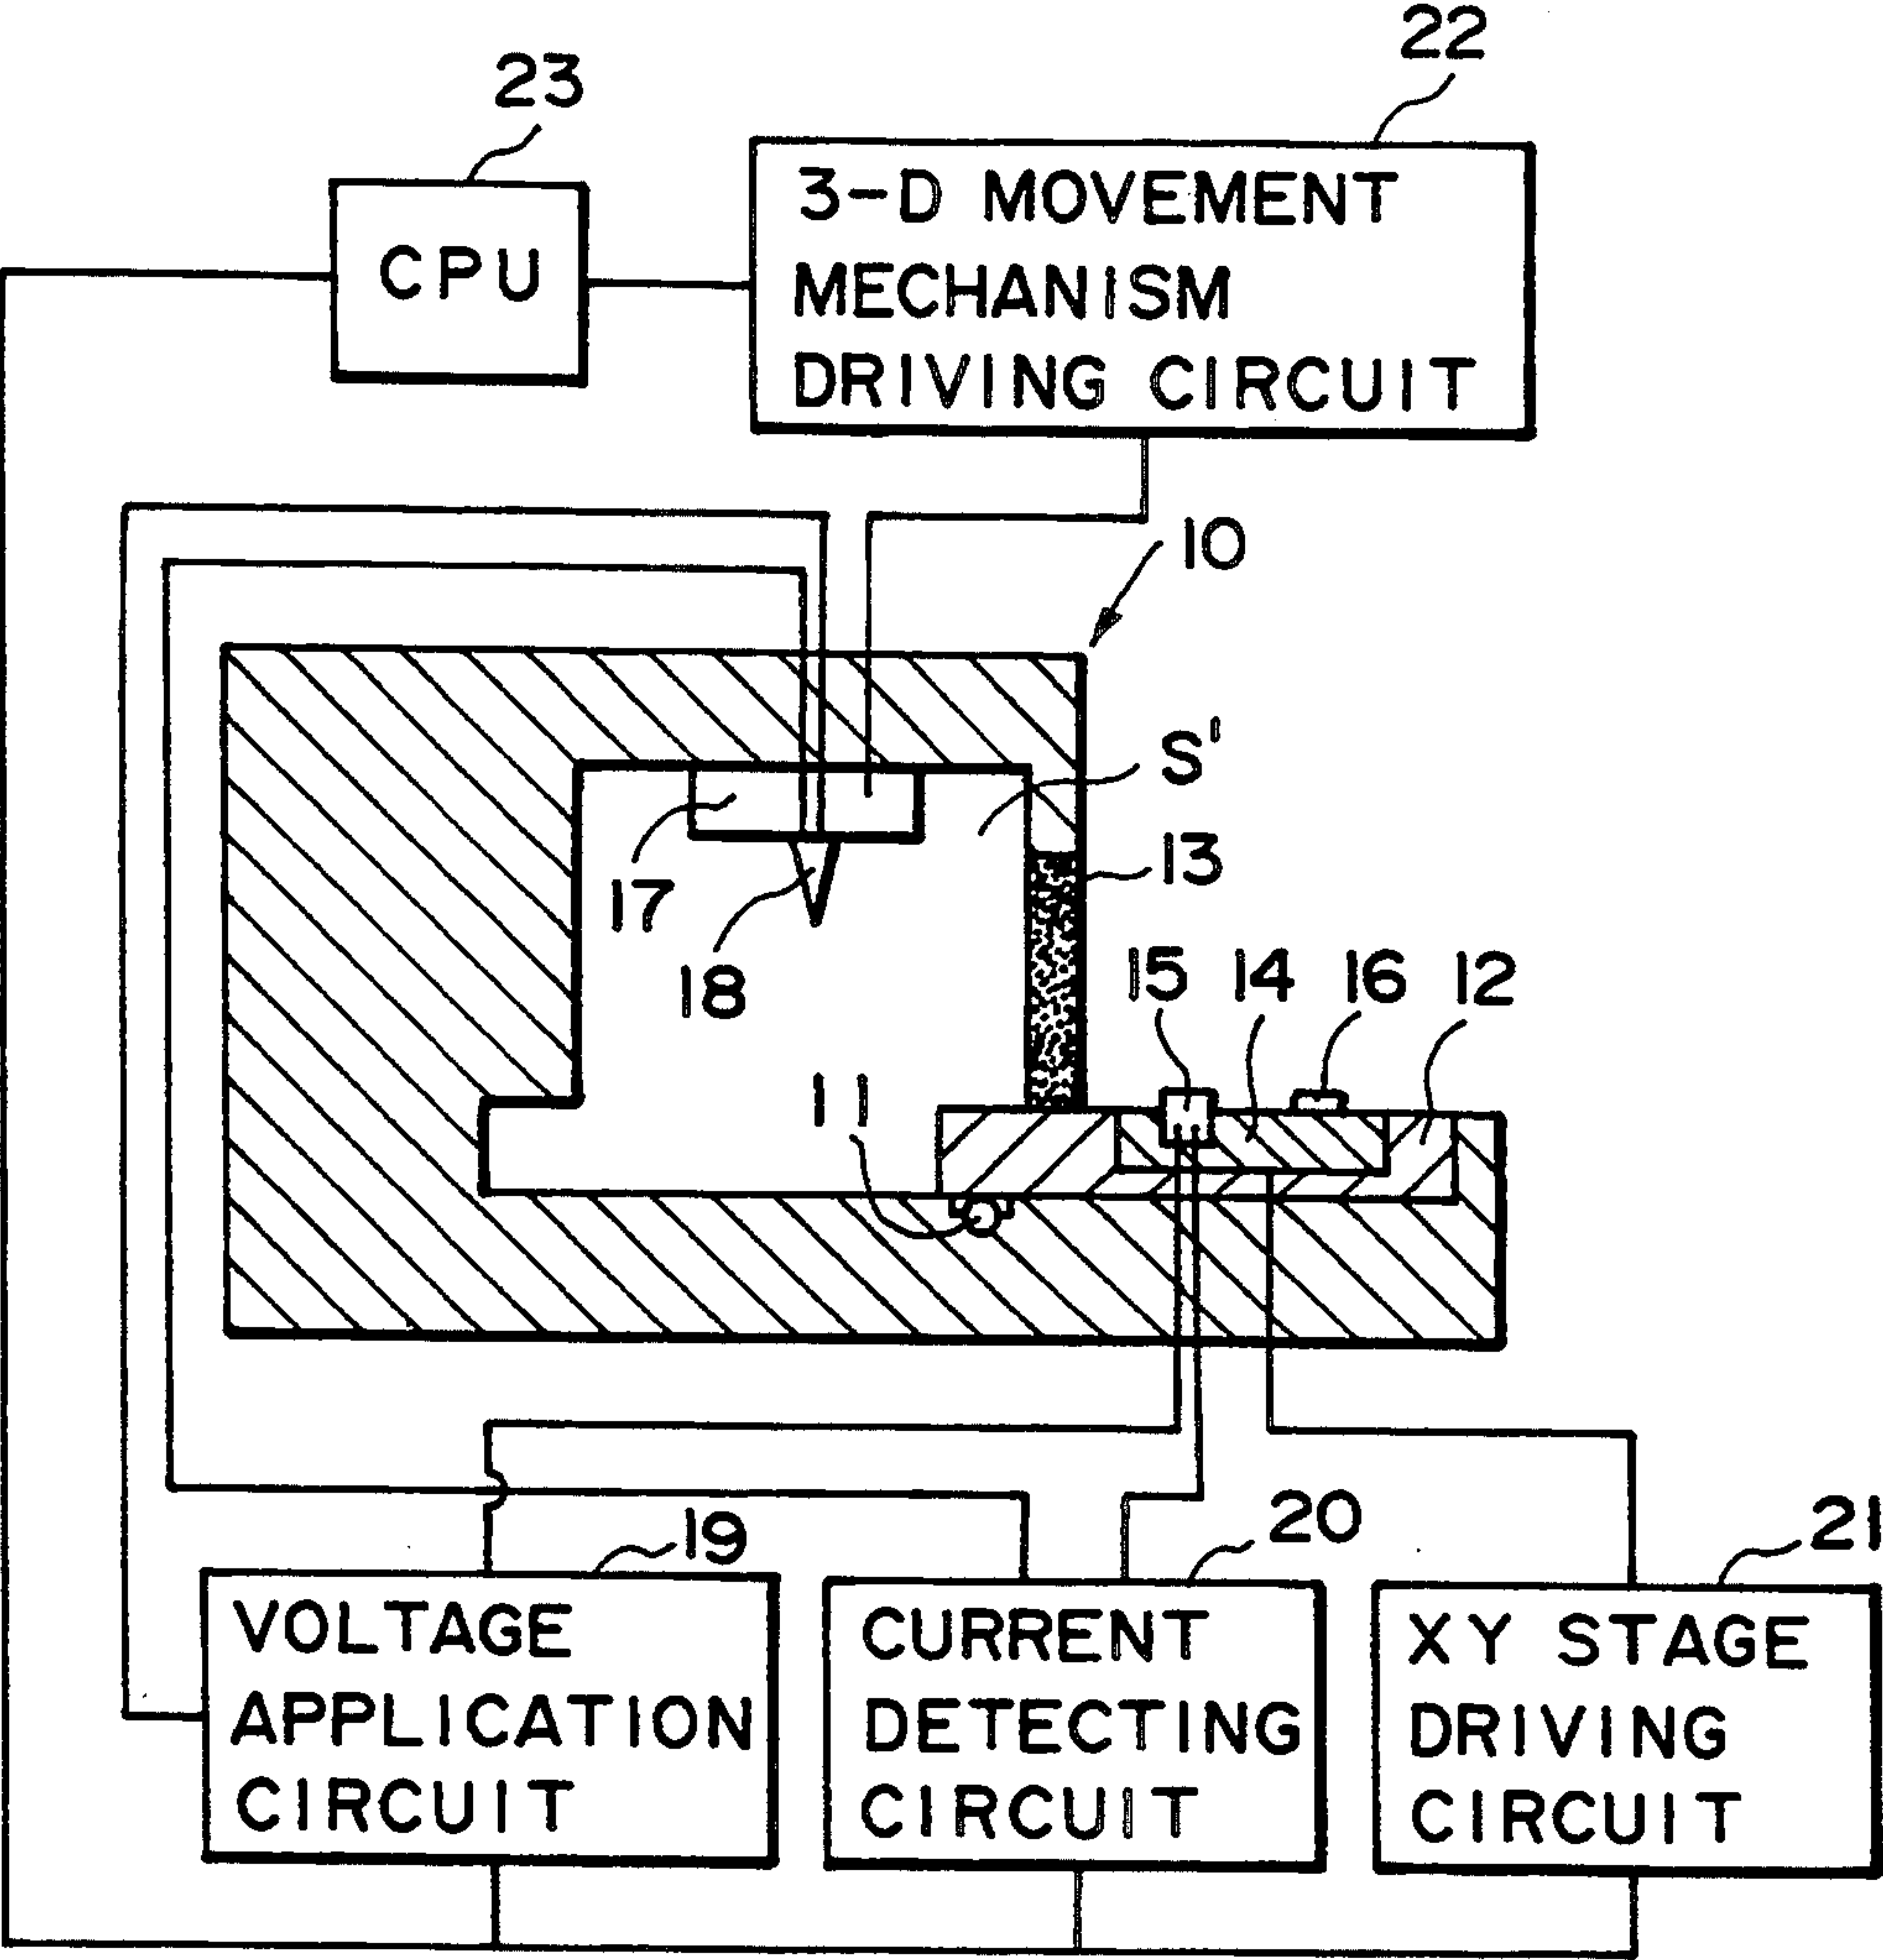 22
23
3-D MOVEMENT
MECHANISM
DRIVING CIRCUIT
CPU
10
S'
13
17
18
15 14 16 12
11
19
20
21
VOLTAGE
APPLICATION
CIRCUIT
CURRENT
DETECTING
CIRCUIT
XY STAGE
DRIVING
CIRCUIT